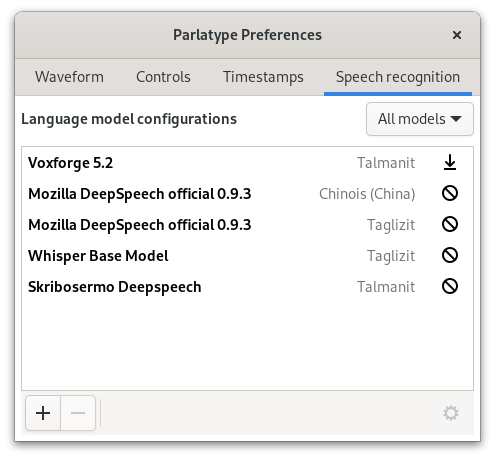 Parlatype Preferences
Waveform Controls Timestamps Speech recognition
Language model configurations All models
Voxforge 5.2 Talmanit
Mozilla DeepSpeech official 0.9.3 Chinois (China)
Mozilla DeepSpeech official 0.9.3 Taglizit
Whisper Base Model Taglizit
Skribosermo Deepspeech Talmanit